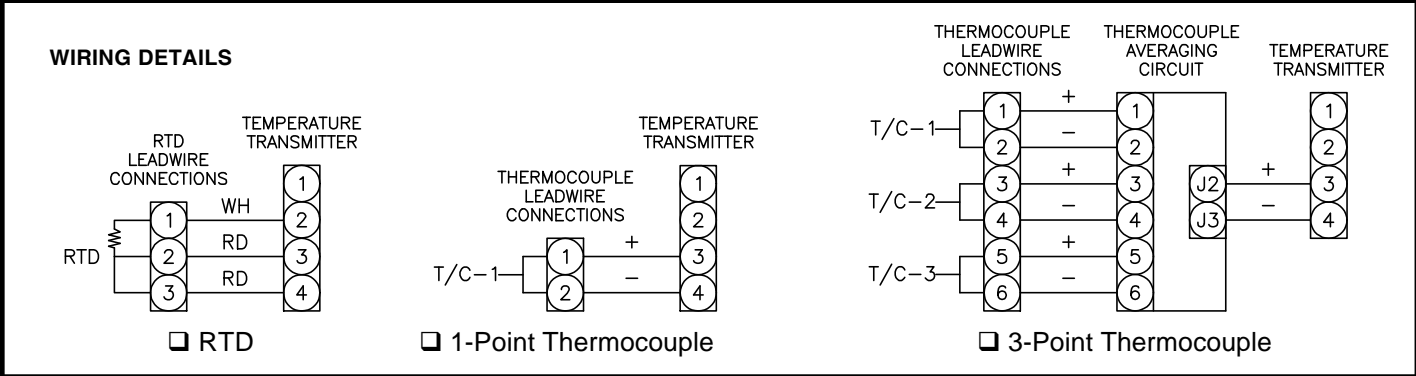 WIRING DETAILS
RTD
LEADWIRE
CONNECTIONS
TEMPERATURE
TRANSMITTER
RTD
1
2
3
WH
RD
RD
1
2
3
4
❑ RTD
THERMOCOUPLE
LEADWIRE
CONNECTIONS
TEMPERATURE
TRANSMITTER
T/C-1
1
2
+
−
1
2
3
4
❑ 1-Point Thermocouple
THERMOCOUPLE
LEADWIRE
CONNECTIONS
THERMOCOUPLE
AVERAGING
CIRCUIT
TEMPERATURE
TRANSMITTER
T/C-1
T/C-2
T/C-3
1
2
3
4
5
6
+
−
+
−
+
−
1
2
3
4
5
6
J2
J3
+
−
1
2
3
4
❑ 3-Point Thermocouple